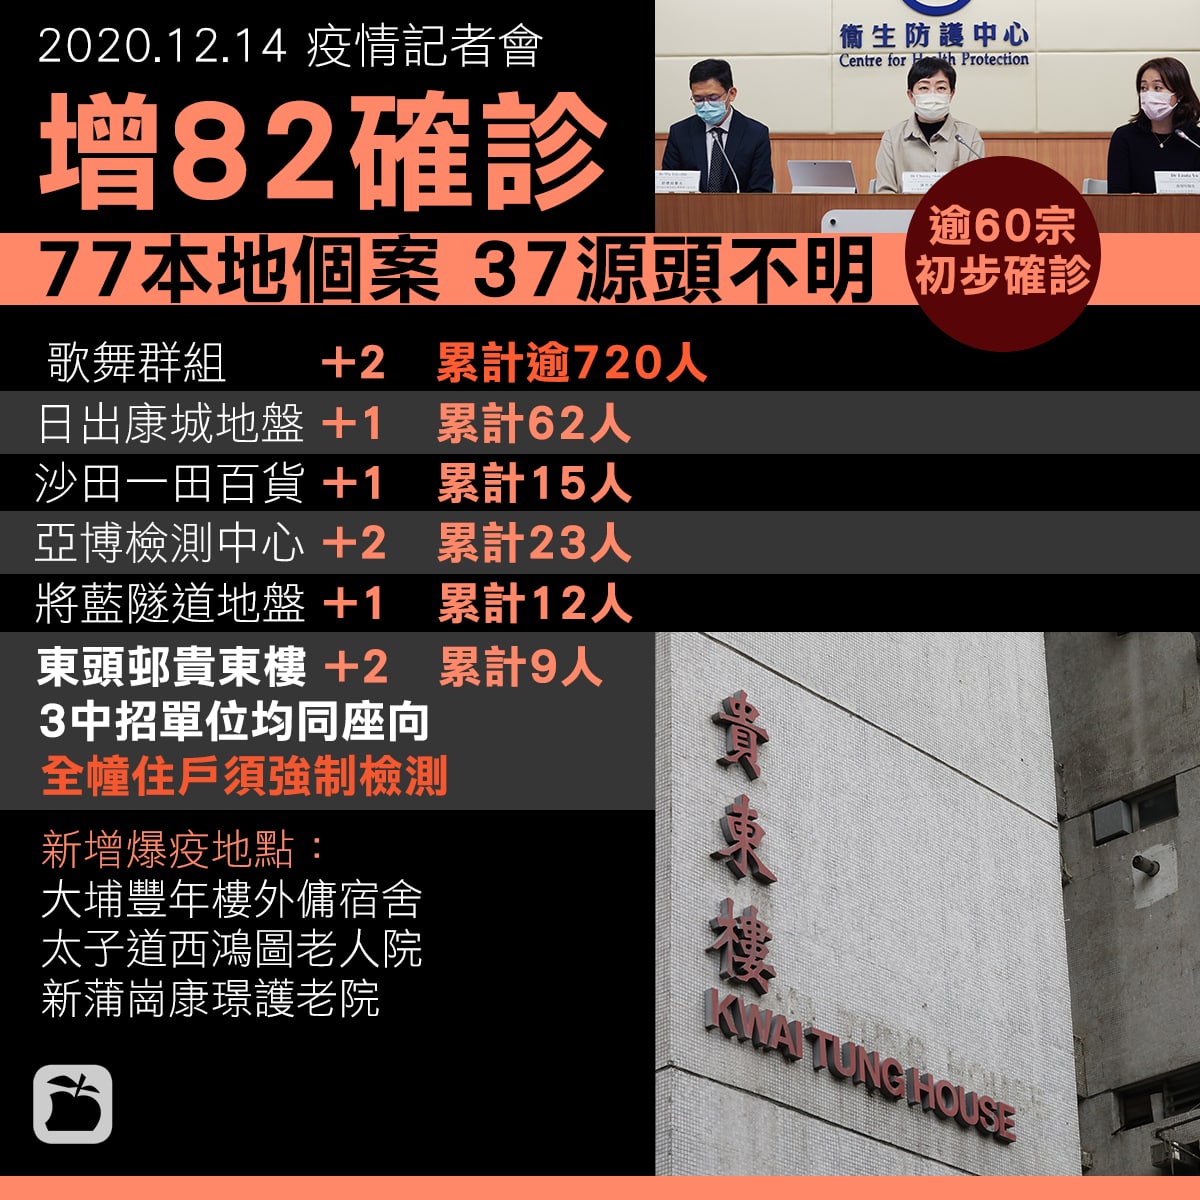 2020.12.14 疫情記者會
增82確診
衞生防護中心
Centre for Health Protection
77本地個案 37源頭不明
逾60宗
初步確診
歌舞群組 +2 累計逾720人
日出康城地盤 +1 累計62人
沙田一田百貨 +1 累計15人
亞博檢測中心 +2 累計23人
將藍隧道地盤 +1 累計12人
東頭邨貴東樓 +2 累計9人
3中招單位均同座向
全幢住戶須強制檢測
新增爆疫地點：
大埔豐年樓外傭宿舍
太子道西鴻圖老人院
新蒲崗康璟護老院
貴東樓
KWAI TUNG HOUSE